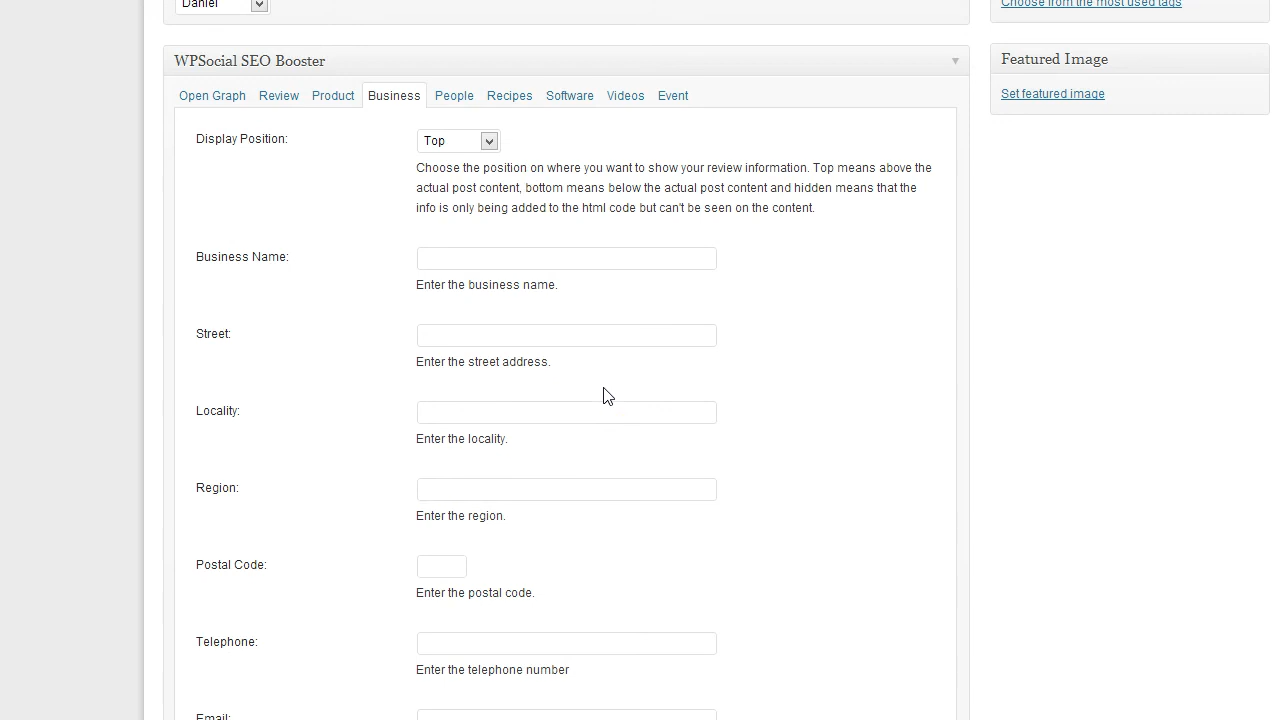 Daniel
Choose from the most used tags
WPSocial SEO Booster
Featured Image
Set featured image
Open Graph Review Product Business People Recipes Software Videos Event
Display Position:
Top
Choose the position on where you want to show your review information. Top means above the
actual post content, bottom means below the actual post content and hidden means that the
info is only being added to the html code but can't be seen on the content.
Business Name:
Enter the business name.
Street:
Enter the street address.
Locality:
Enter the locality.
Region:
Enter the region.
Postal Code:
Enter the postal code.
Telephone:
Enter the telephone number
Email: